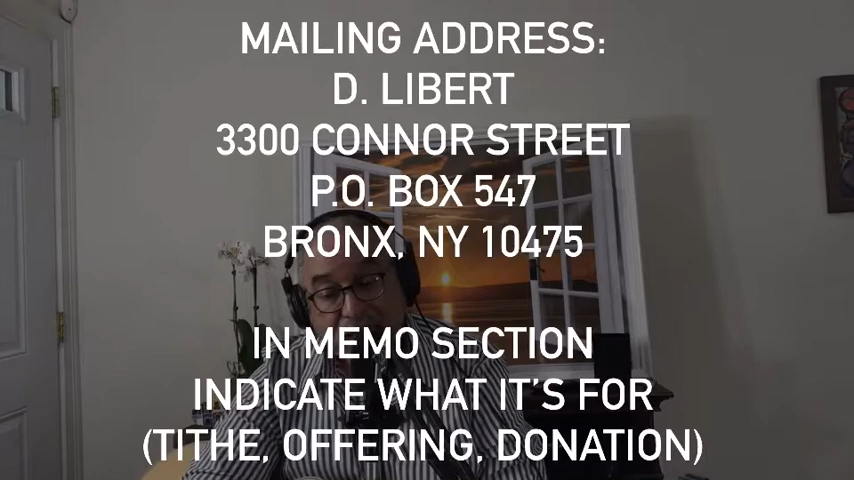 MAILING ADDRESS:
D. LIBERT
3300 CONNOR STREET
P.O. BOX 547
BRONX, NY 10475
IN MEMO SECTION
INDICATE WHAT IT'S FOR
(TITHE, OFFERING, DONATION)